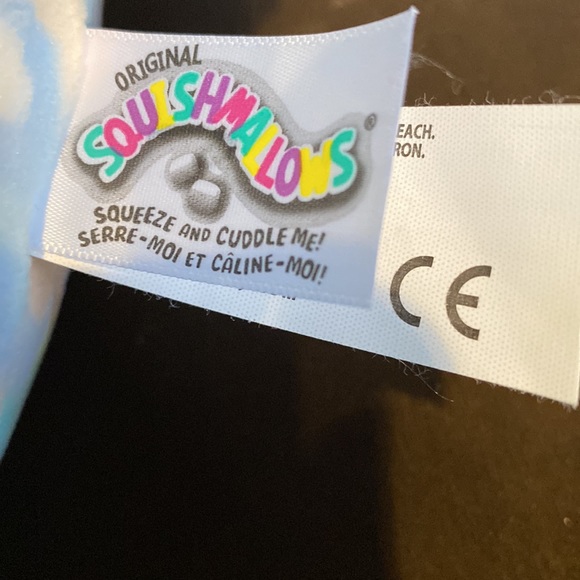 ORIGINAL
SQUISHMALLOWS®
SQUEEZE AND CUDDLE ME!
SERRE-MOI ET CÂLINE-MOI!
EACH.
RON.
CE